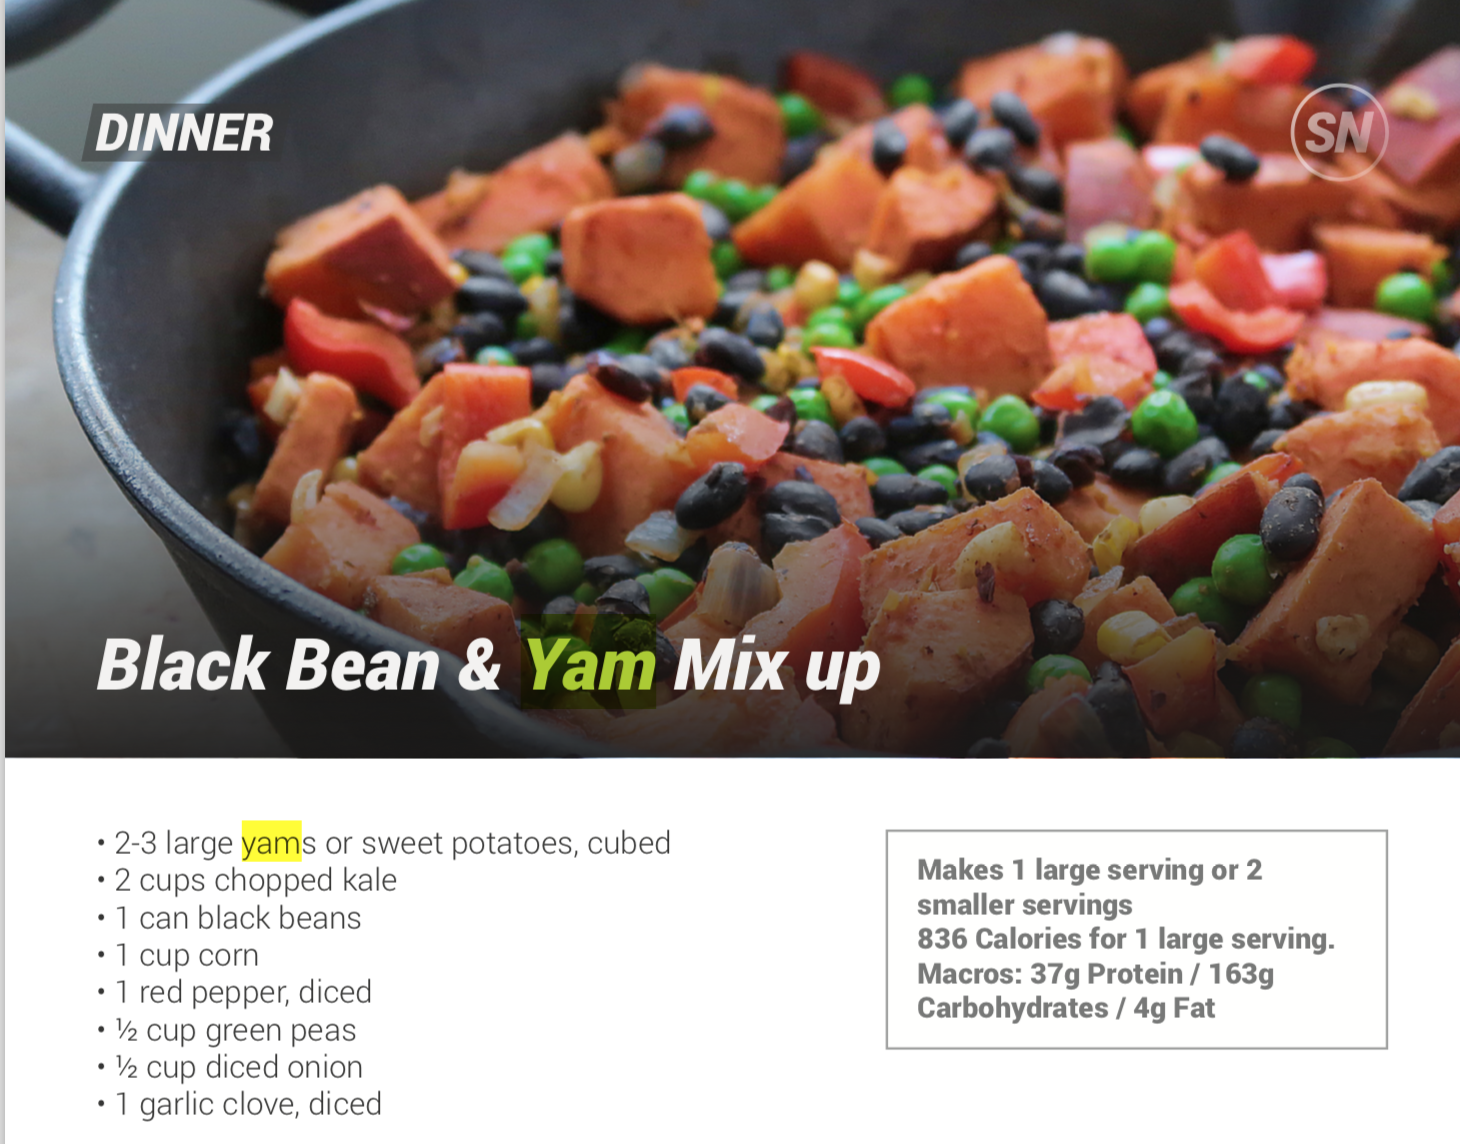 DINNER
SN
Black Bean & Yam Mix up
• 2-3 large yams or sweet potatoes, cubed
• 2 cups chopped kale
• 1 can black beans
• 1 cup corn
• 1 red pepper, diced
• ½ cup green peas
• ½ cup diced onion
• 1 garlic clove, diced
Makes 1 large serving or 2
smaller servings
836 Calories for 1 large serving.
Macros: 37g Protein / 163g
Carbohydrates / 4g Fat